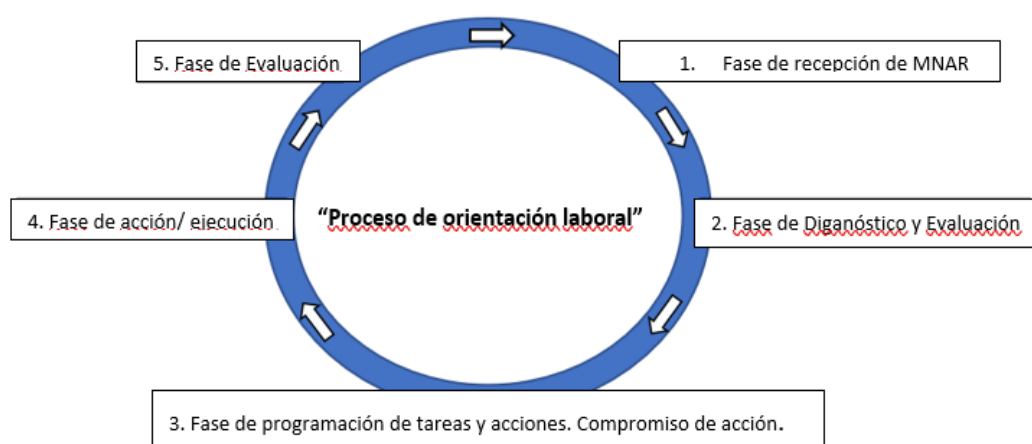 5. Fase de Evaluación
1. Fase de recepción de MNAR
4. Fase de acción/ ejecución
“Proceso de orientación laboral”
2. Fase de Diganóstico y Evaluación
3. Fase de programación de tareas y acciones. Compromiso de acción.